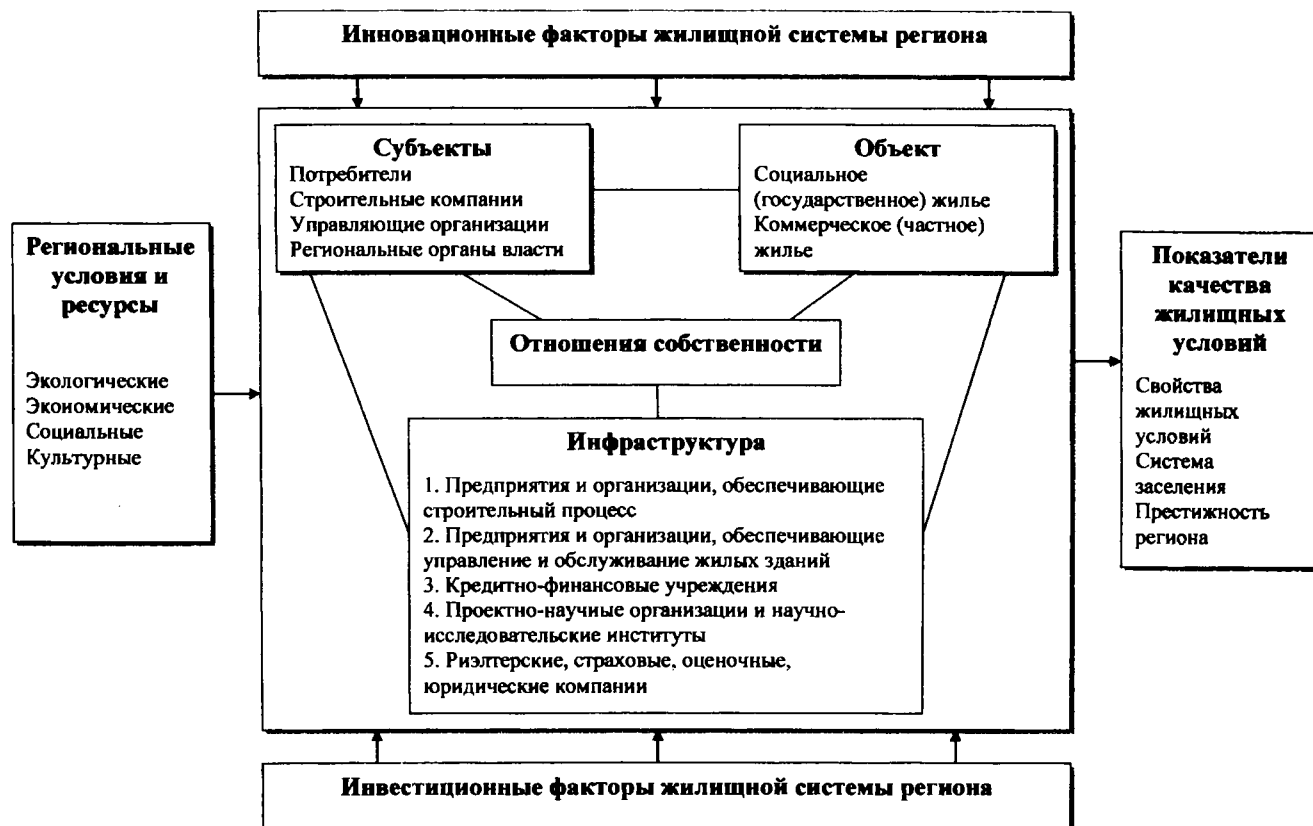 Инновационные факторы жилищной системы региона
Субъекты
Потребители
Строительные компании
Управляющие организации
Региональные органы власти
Объект
Социальное
(государственное) жилье
Коммерческое (частное)
жилье
Региональные
условия и
ресурсы
Экологические
Экономические
Социальные
Культурные
Отношения собственности
Инфраструктура
1. Предприятия и организации, обеспечивающие
строительный процесс
2. Предприятия и организации, обеспечивающие
управление и обслуживание жилых зданий
3. Кредитно-финансовые учреждения
4. Проектно-научные организации и научно-
исследовательские институты
5. Риэлтерские, страховые, оценочные,
юридические компании
Показатели
качества
жилищных
условий
Свойства
жилищных
условий
Система
заселения
Престижность
региона
Инвестиционные факторы жилищной системы региона